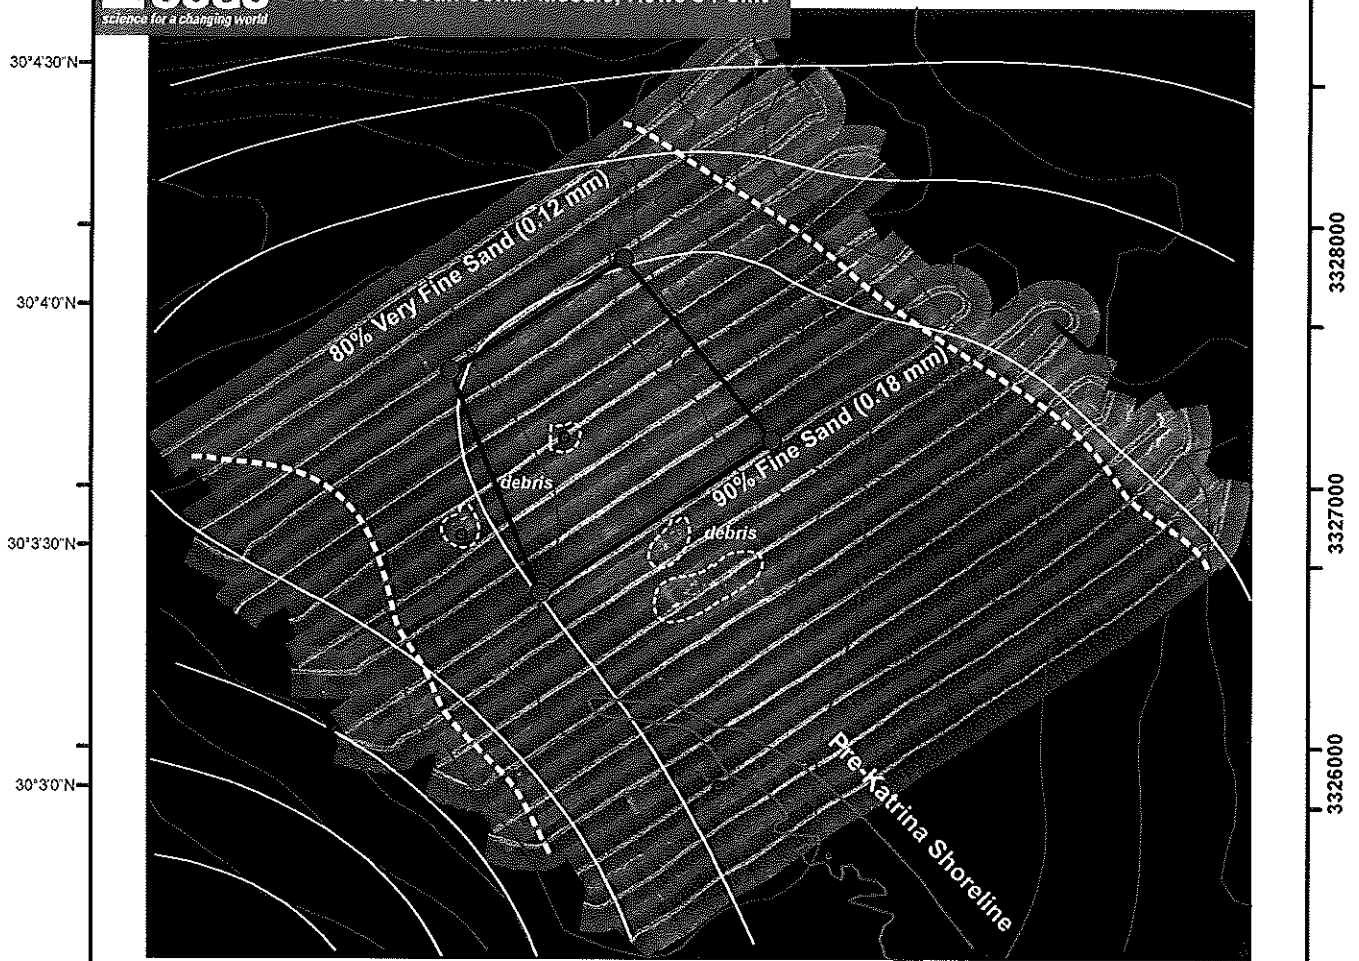 science for a changing world
30°4'30"N
30°4'0"N
30°3'30"N
30°3'0"N
80% Very Fine Sand (0.12 mm)
90% Fine Sand (0.18 mm)
debris
debris
Pre-Katrina Shoreline
3328000
3327000
3326000